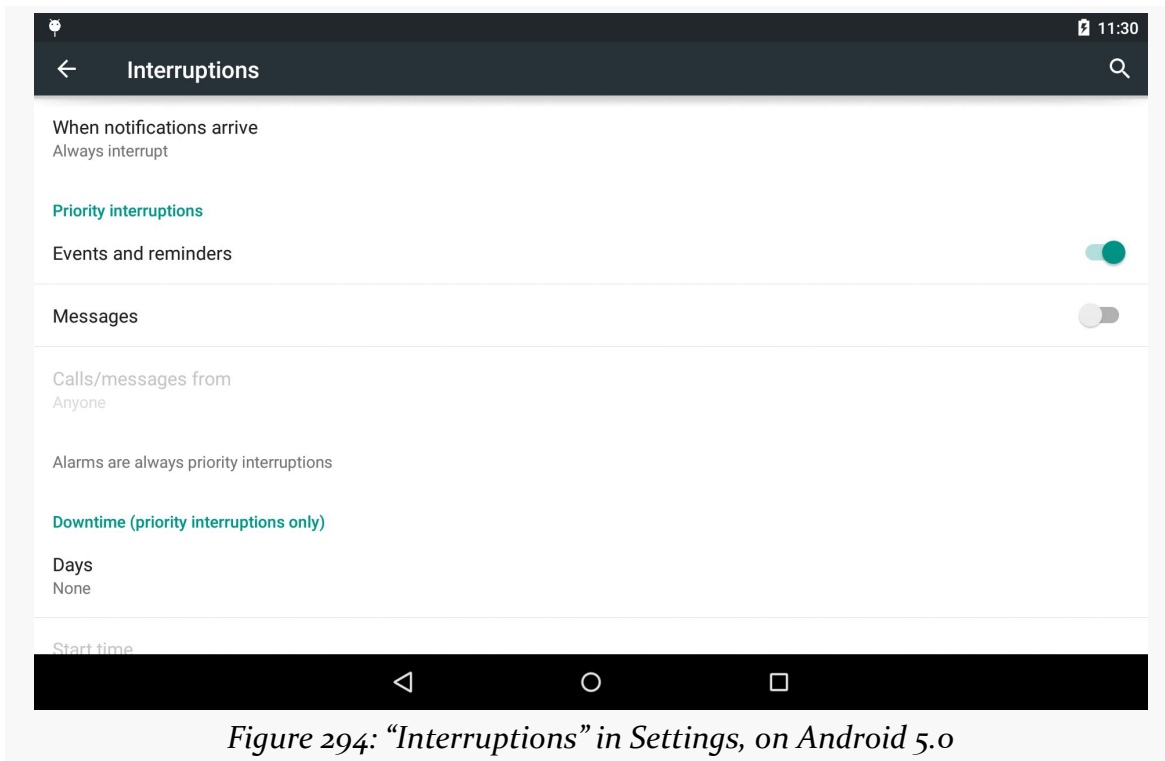 11:30
Interruptions
When notifications arrive
Always interrupt
Priority interruptions
Events and reminders
Messages
Calls/messages from
Anyone
Alarms are always priority interruptions
Downtime (priority interruptions only)
Days
None
Start time
Figure 294: “Interruptions” in Settings, on Android 5.0